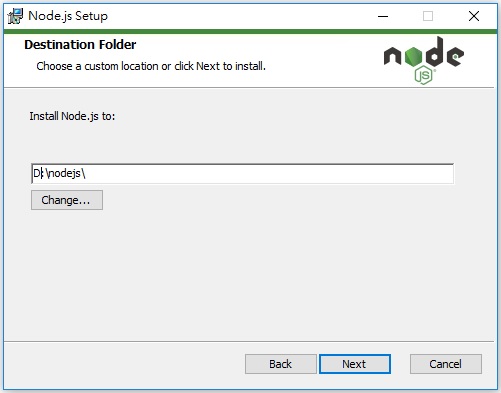 Node.js Setup
Destination Folder
Choose a custom location or click Next to install.
node
JS
Install Node.js to:
D:\nodejs\
Change...
Back
Next
Cancel